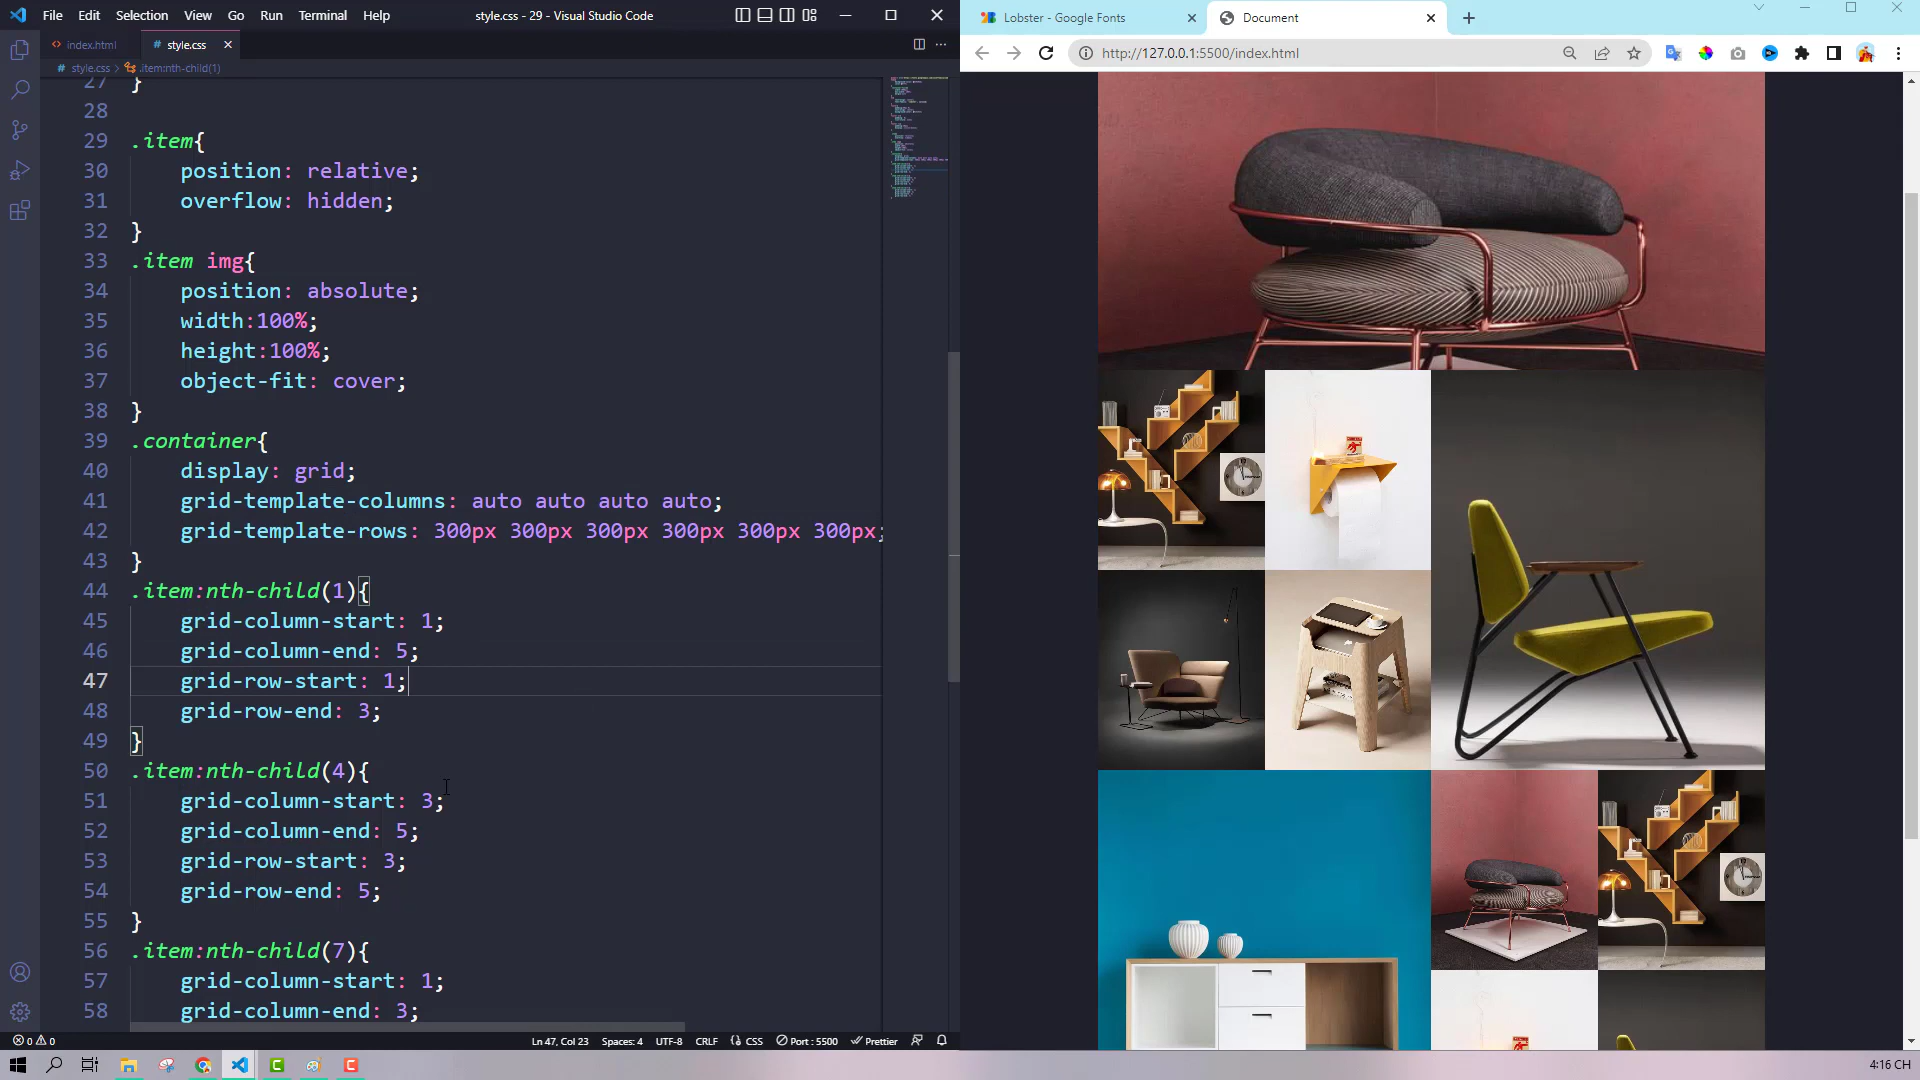 File Edit Selection View Go Run Terminal Help
style.css - 29 - Visual Studio Code
index.html
style.css
style.css > .item:nth-child(1)
27 }
28
29 .item{
30 position: relative;
31 overflow: hidden;
32 }
33 .item img{
34 position: absolute;
35 width:100%;
36 height:100%;
37 object-fit: cover;
38 }
39 .container{
40 display: grid;
41 grid-template-columns: auto auto auto auto;
42 grid-template-rows: 300px 300px 300px 300px 300px 300px;
43 }
44 .item:nth-child(1){
45 grid-column-start: 1;
46 grid-column-end: 5;
47 grid-row-start: 1;
48 grid-row-end: 3;
49 }
50 .item:nth-child(4){
51 grid-column-start: 3;
52 grid-column-end: 5;
53 grid-row-start: 3;
54 grid-row-end: 5;
55 }
56 .item:nth-child(7){
57 grid-column-start: 1;
58 grid-column-end: 3;
0 0
Ln 47, Col 23
Spaces: 4
UTF-8
CRLF
{} CSS
Port : 5500
Prettier
Lobster - Google Fonts
Document
http://127.0.0.1:5500/index.html
4:16 CH